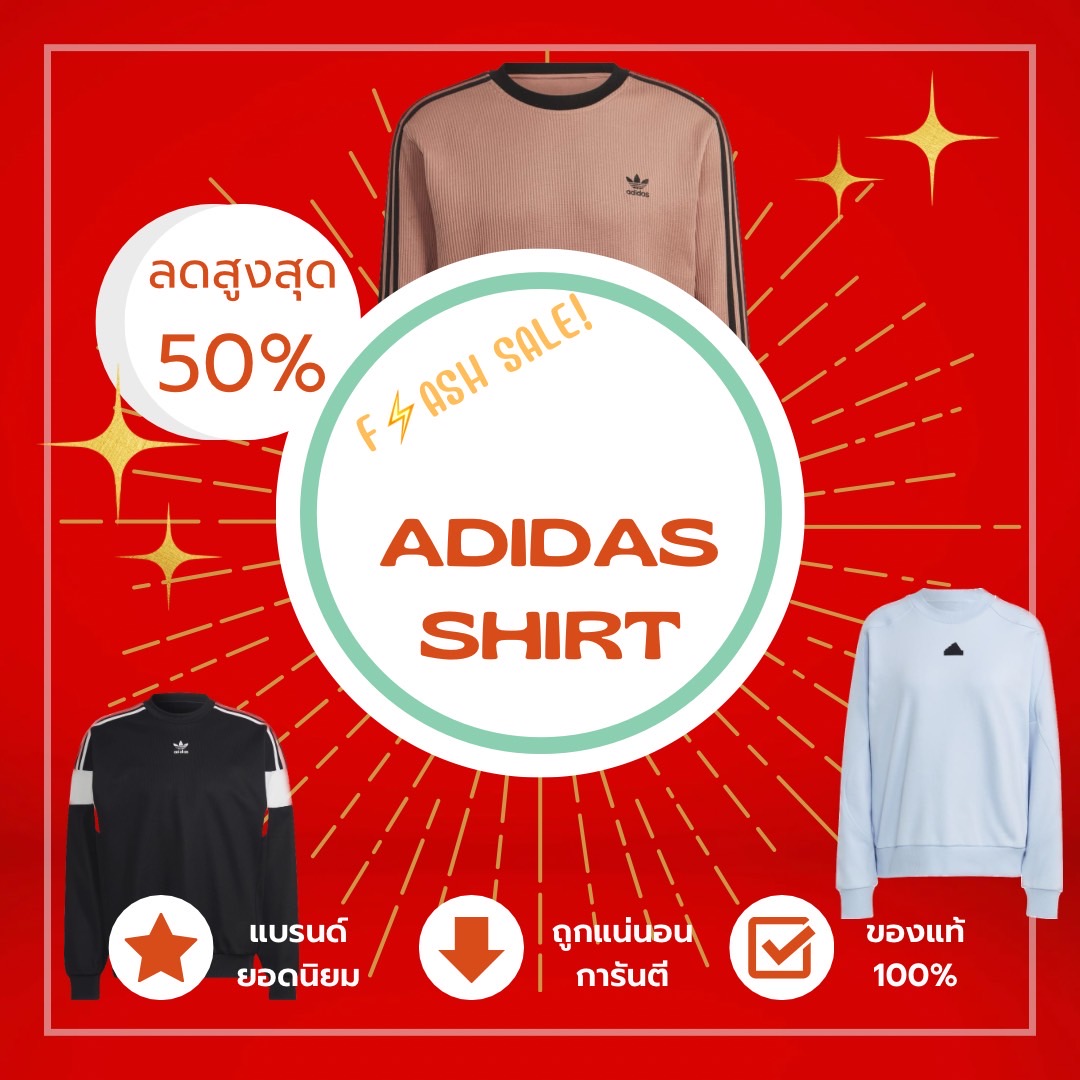 adidas
ลดสูงสุด
50%
F⚡ASH SALE!
ADIDAS
SHIRT
adidas
แบรนด์
ยอดนิยม
ถูกแน่นอน
การันตี
ของแท้
100%